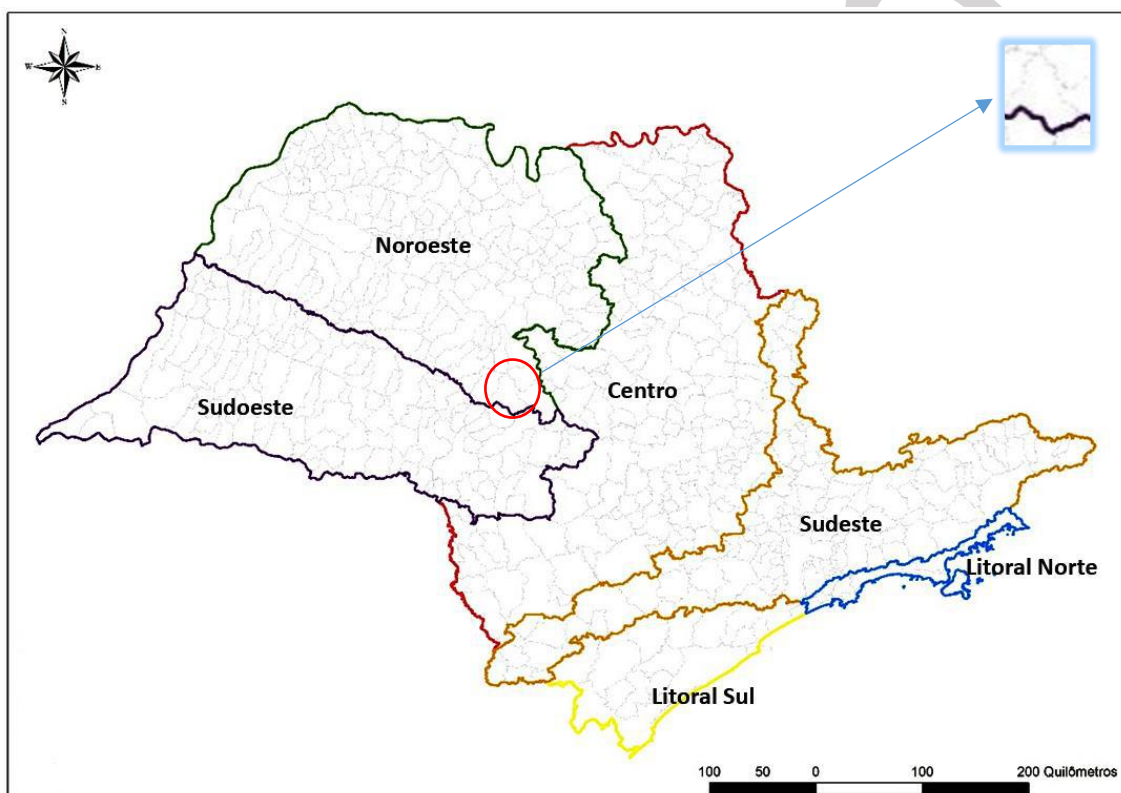 N
W E
S
Noroeste
Sudoeste
Centro
Sudeste
Litoral Norte
Litoral Sul
100 50 0 100 200 Quilômetros